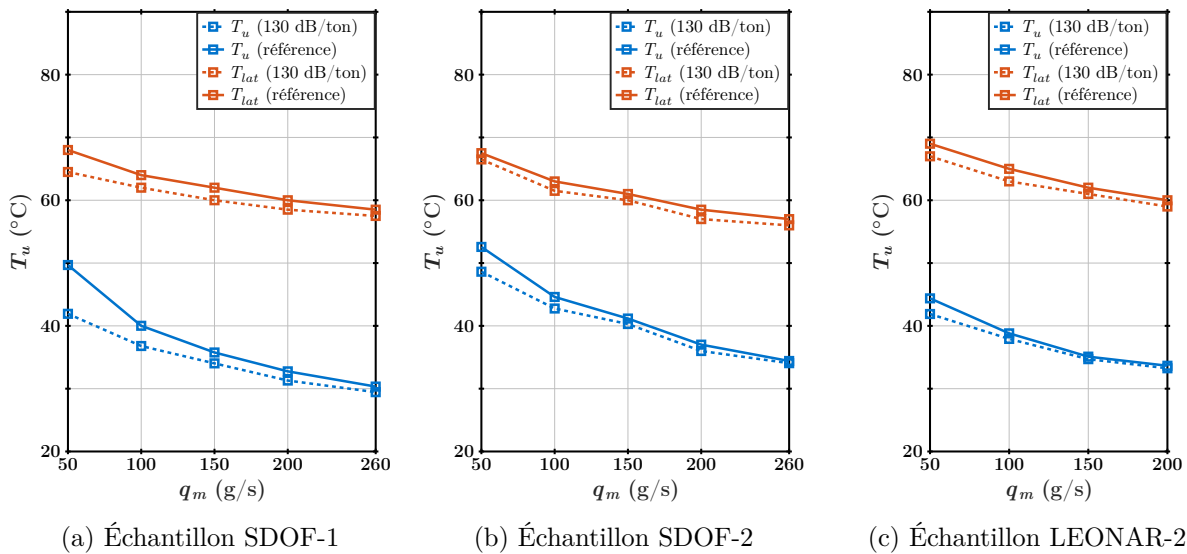 T_u (130 dB/ton)
T_u (référence)
T_lat (130 dB/ton)
T_lat (référence)
80
60
40
20
T_u (°C)
50 100 150 200 260
q_m (g/s)
(a) Échantillon SDOF-1
T_u (130 dB/ton)
T_u (référence)
T_lat (130 dB/ton)
T_lat (référence)
80
60
40
20
T_u (°C)
50 100 150 200 260
q_m (g/s)
(b) Échantillon SDOF-2
T_u (130 dB/ton)
T_u (référence)
T_lat (130 dB/ton)
T_lat (référence)
80
60
40
20
T_u (°C)
50 100 150 200
q_m (g/s)
(c) Échantillon LEONAR-2